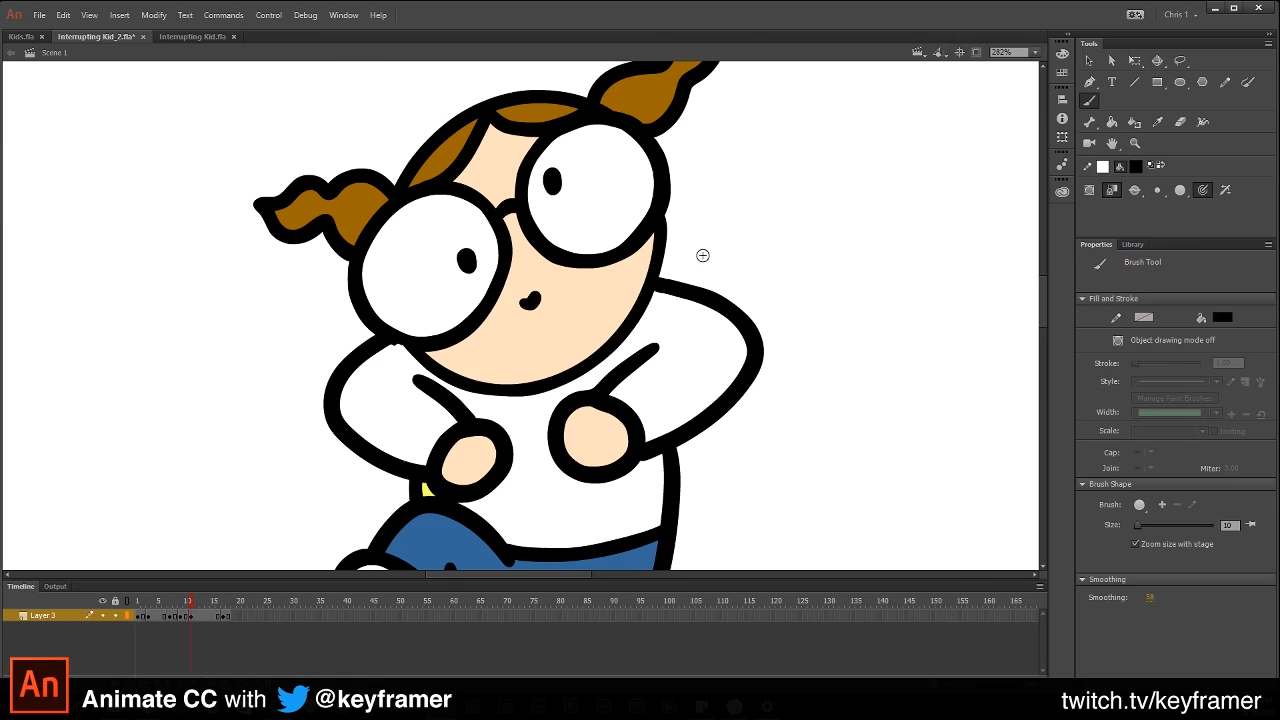 An File Edit View Insert Modify Text Commands Control Debug Window Help Chris 1
Kids.fla × Interrupting Kid_2.fla* × Interrupting Kid.fla ×
Scene 1 282%
Tools
T
Properties Library
Brush Tool
Fill and Stroke
Object drawing mode off
Stroke: 1.00
Style:
Manage Paint Brushes
Width:
Scale: Hinting
Cap:
Join: Miter: 3.00
Brush Shape
Brush:
Size: 10
Zoom size with stage
Smoothing
Smoothing: 58
Timeline Output
1 5 10 15 20 25 30 35 40 45 50 55 60 65 70 75 80 85 90 95 100 105 110 115 120 125 130 135 140 145 150 155 160 165
Layer 3
An Animate CC with @keyframer twitch.tv/keyframer